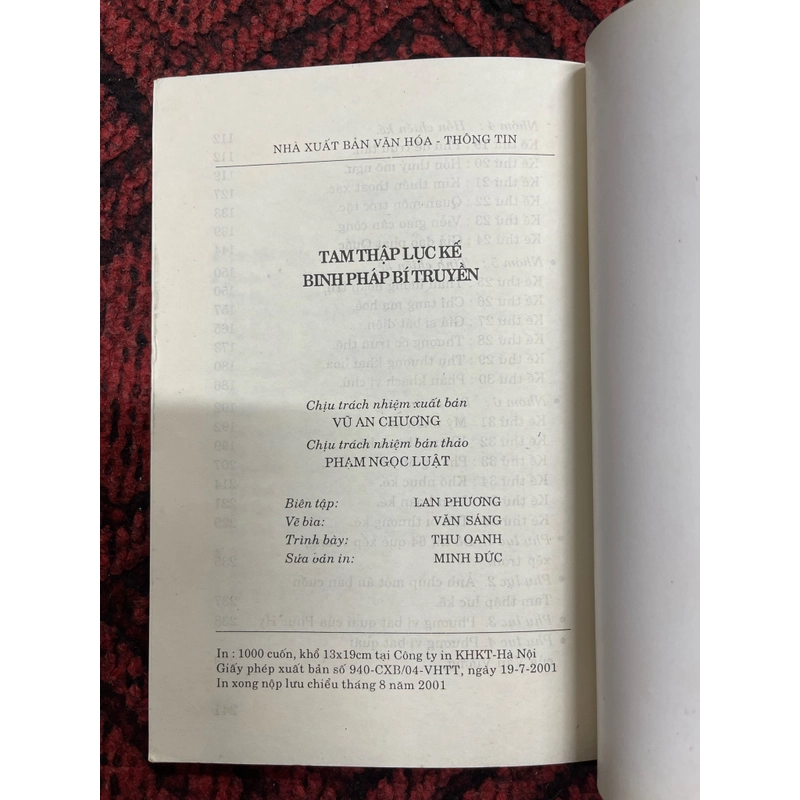 NHÀ XUẤT BẢN VĂN HÓA - THÔNG TIN
TAM THẬP LỤC KẾ
BINH PHÁP BÍ TRUYỀN
Chịu trách nhiệm xuất bản
VŨ AN CHƯƠNG
Chịu trách nhiệm bản thảo
PHẠM NGỌC LUẬT
Biên tập: LAN PHƯƠNG
Vẽ bìa: VĂN SÁNG
Trình bày: THU OANH
Sửa bản in: MINH ĐỨC
In : 1000 cuốn, khổ 13x19cm tại Công ty in KHKT-Hà Nội
Giấy phép xuất bản số 940-CXB/04-VHTT, ngày 19-7-2001
In xong nộp lưu chiểu tháng 8 năm 2001